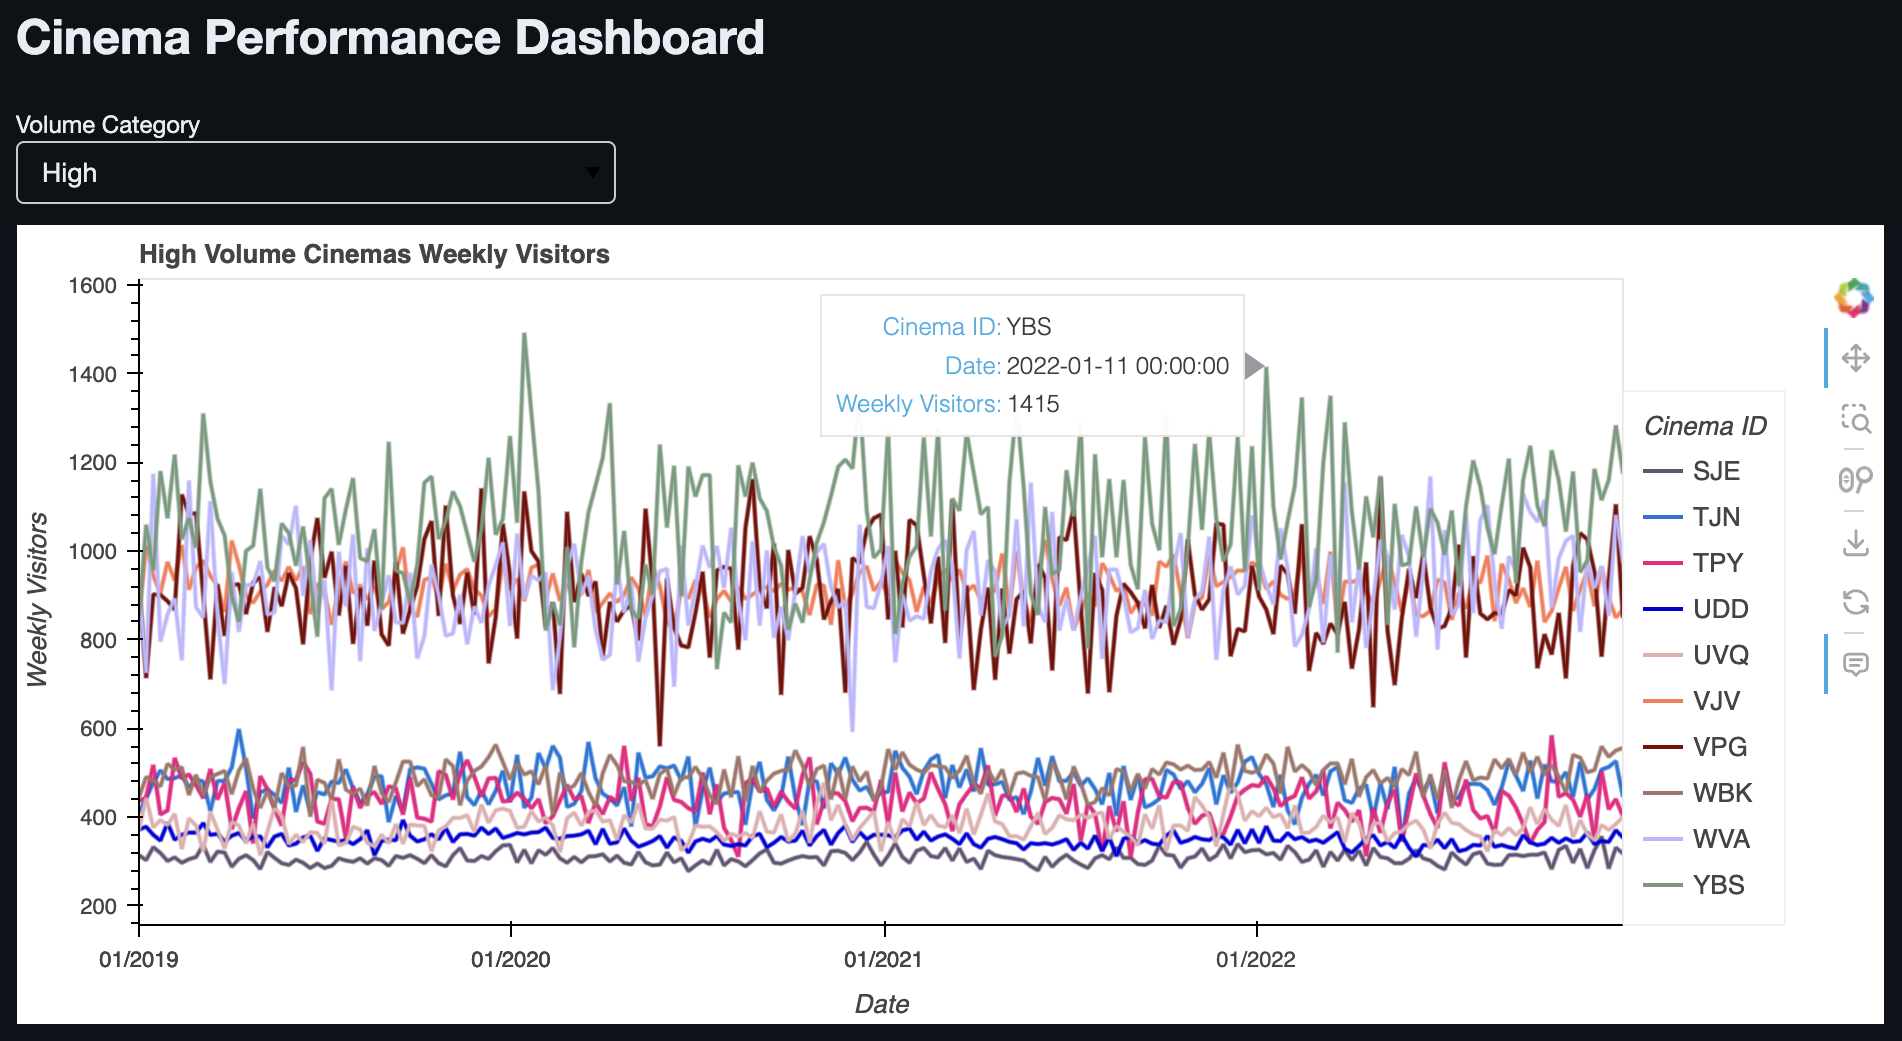 Cinema Performance Dashboard
Volume Category
High
High Volume Cinemas Weekly Visitors
1600
1400
1200
1000
800
600
400
200
Weekly Visitors
Cinema ID: YBS
Date: 2022-01-11 00:00:00
Weekly Visitors: 1415
01/2019
01/2020
01/2021
01/2022
Date
Cinema ID
SJE
TJN
TPY
UDD
UVQ
VJV
VPG
WBK
WVA
YBS